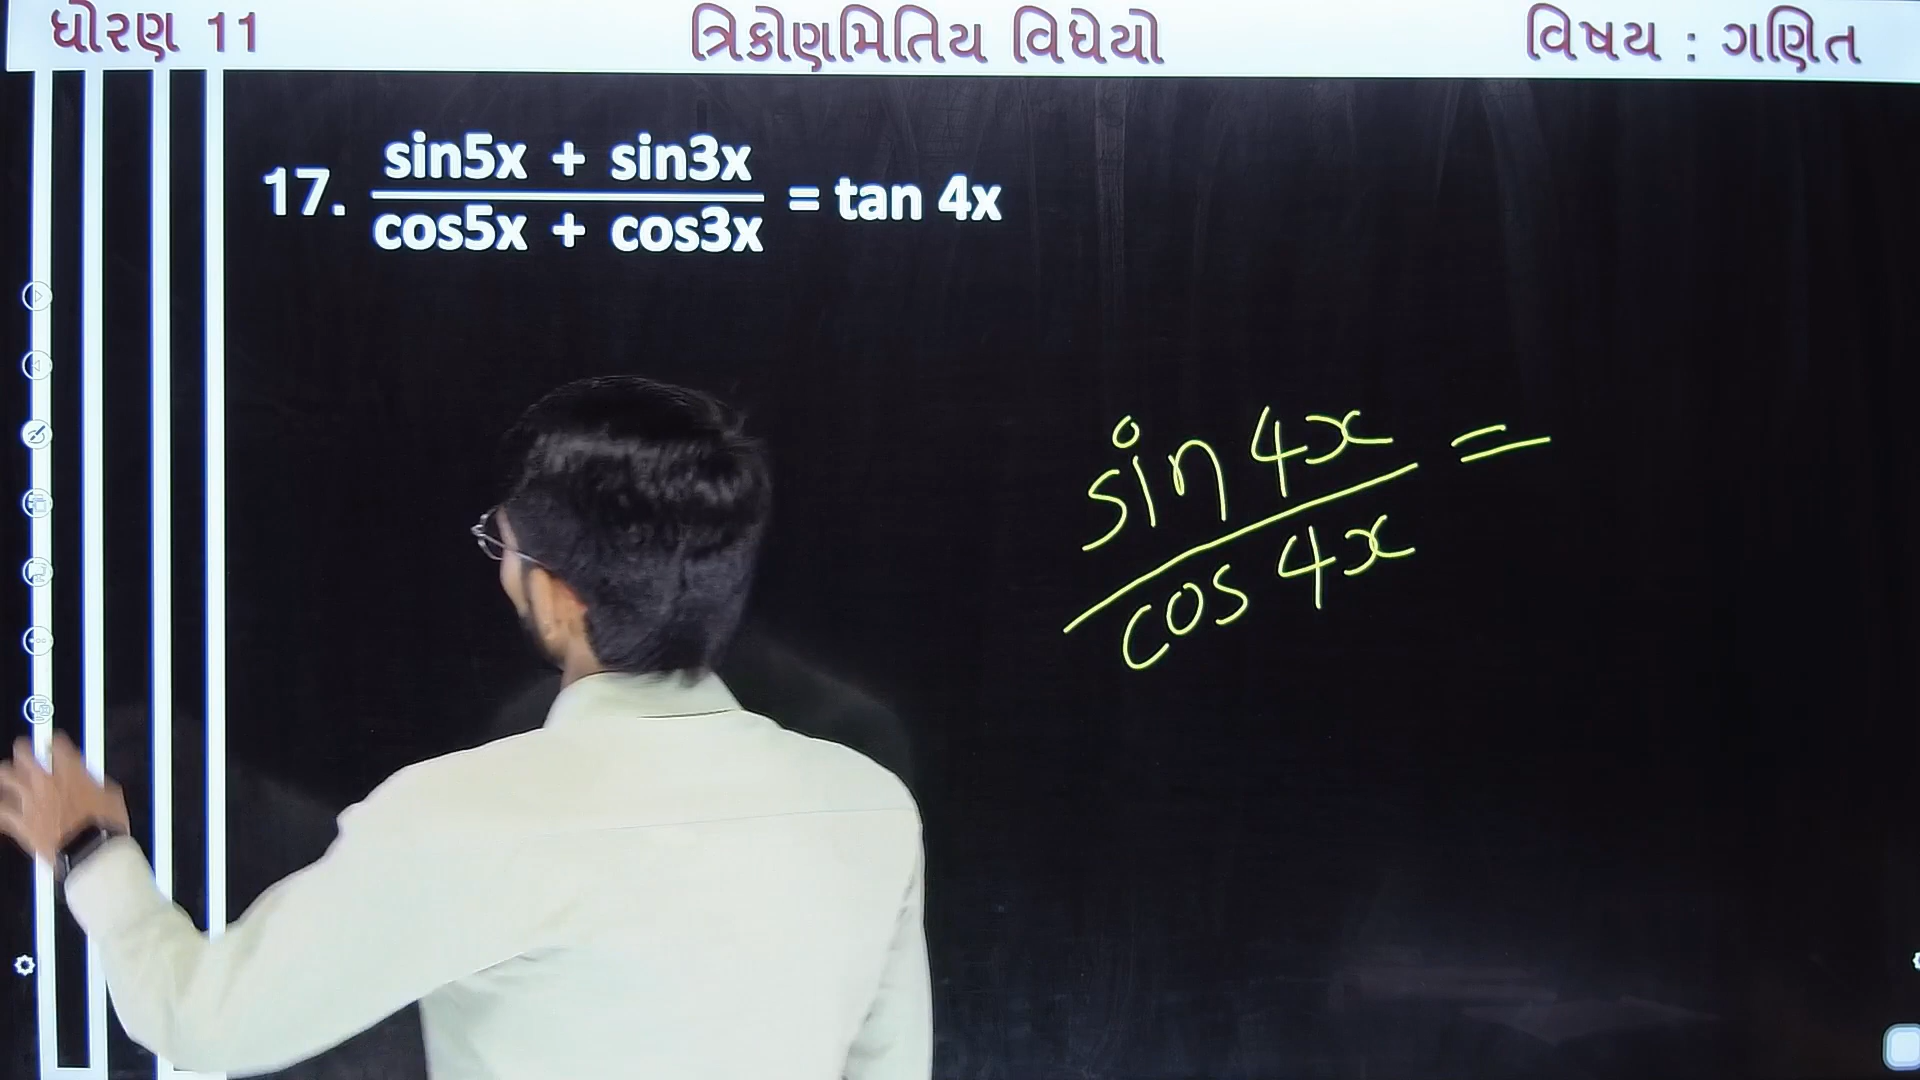 ધોરણ 11 ત્રિકોણમિતિય વિધેયો વિષય : ગણિત
17. sin5x + sin3x / cos5x + cos3x = tan 4x
sin 4x / cos 4x =